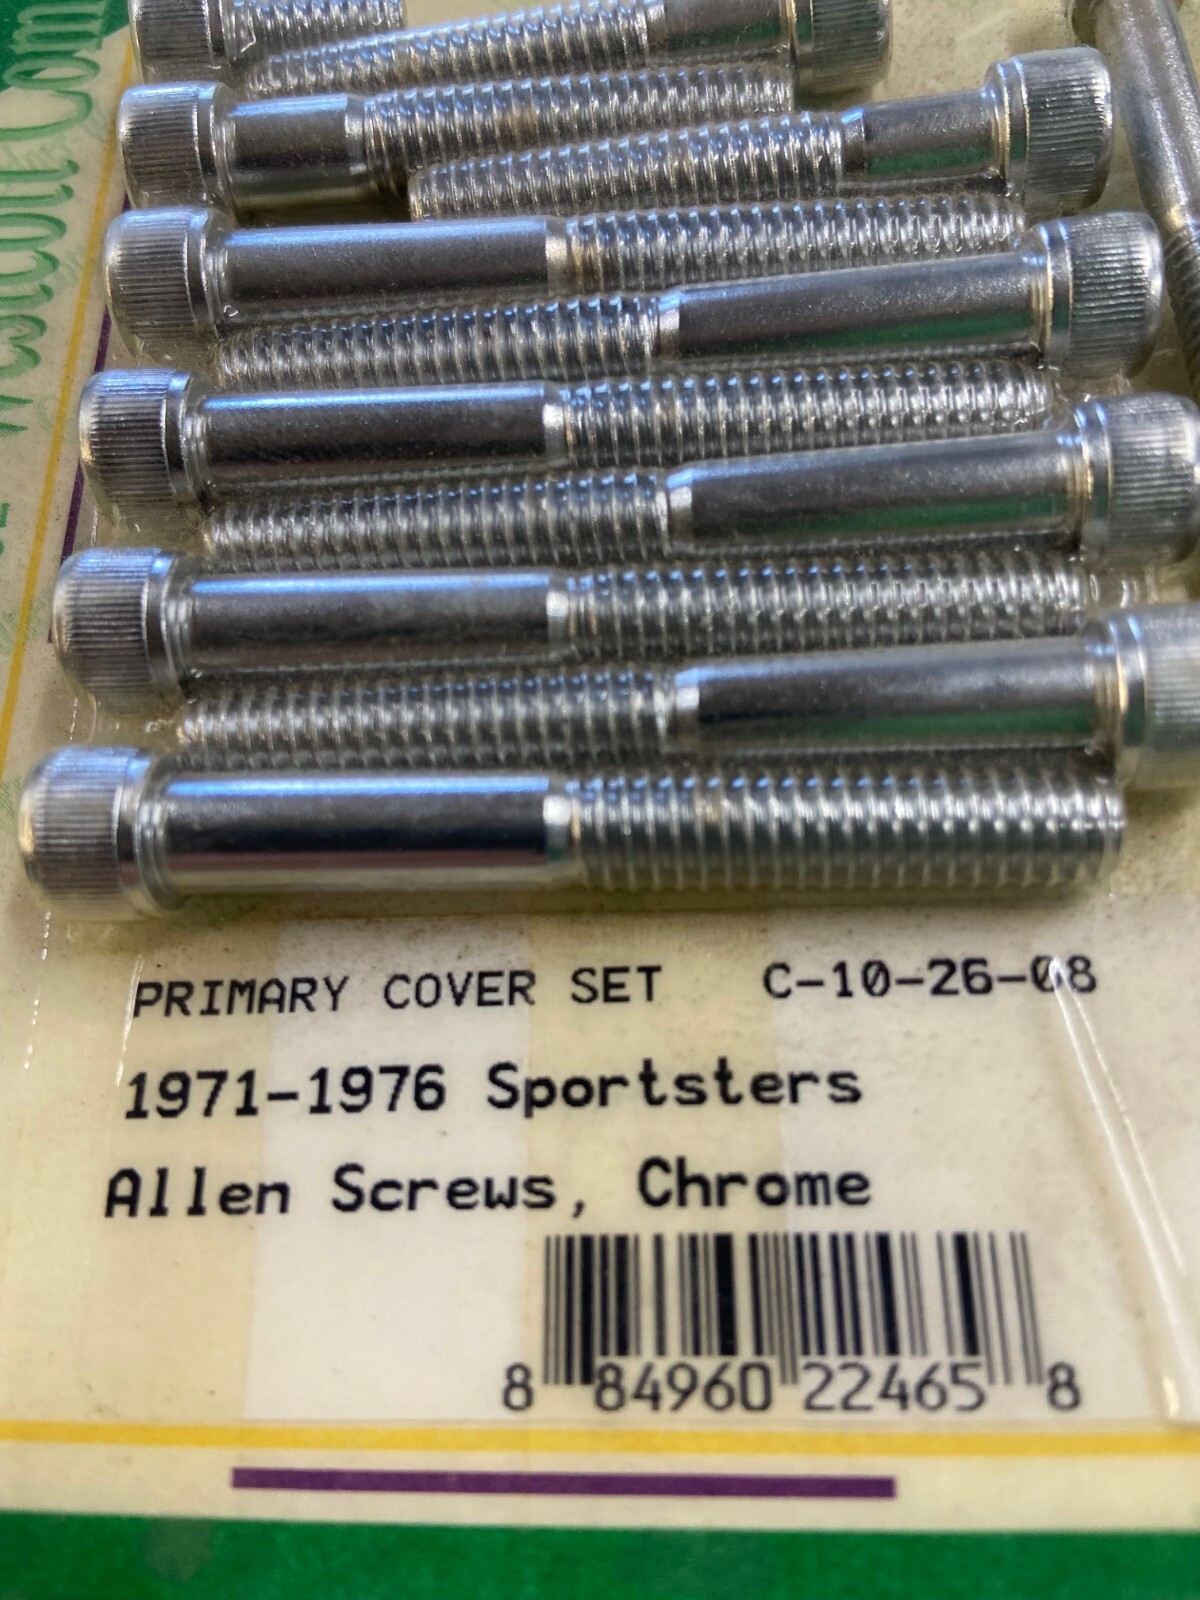 PRIMARY COVER SET C-10-26-08
1971-1976 Sportsters
Allen Screws, Chrome
8 84960 22465 8